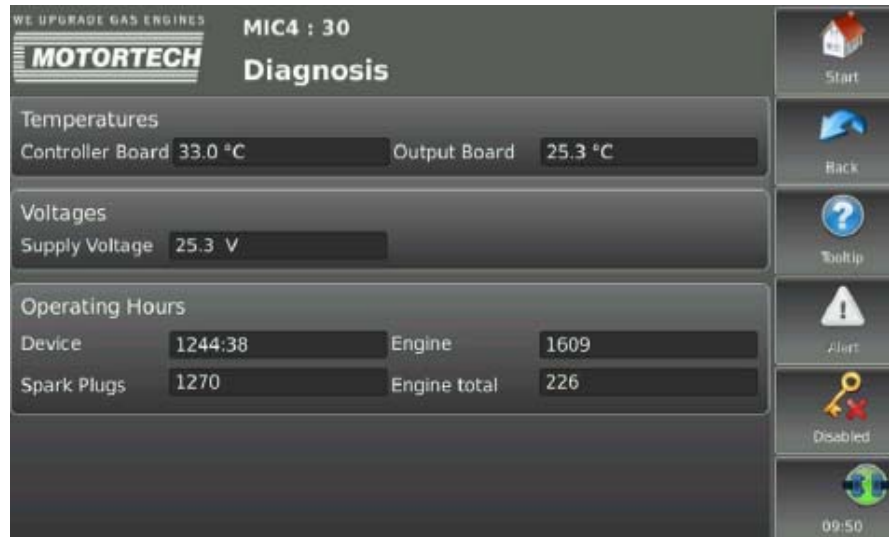 WE UPGRADE GAS ENGINES
MOTORTECH
MIC4 : 30
Diagnosis
Temperatures
Controller Board 33.0 °C Output Board 25.3 °C
Voltages
Supply Voltage 25.3 V
Operating Hours
Device 1244:38 Engine 1609
Spark Plugs 1270 Engine total 226
Start
Back
?
Tooltip
!
Alert
Disabled
09:50